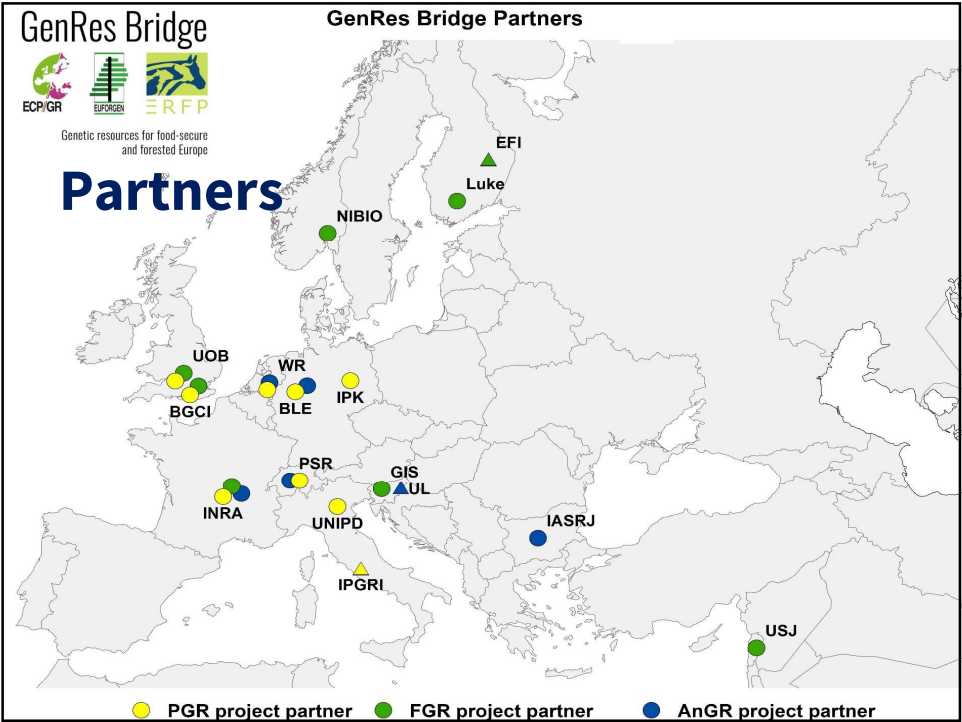 GenRes Bridge Partners
GenRes Bridge
ECP/GR
EUFORGEN
ERFP
Genetic resources for food-secure
and forested Europe
Partners
EFI
Luke
NIBIO
UOB
WR
BGCI
BLE
IPK
PSR
GIS
UL
INRA
UNIPD
IASRJ
IPGRI
USJ
PGR project partner
FGR project partner
AnGR project partner